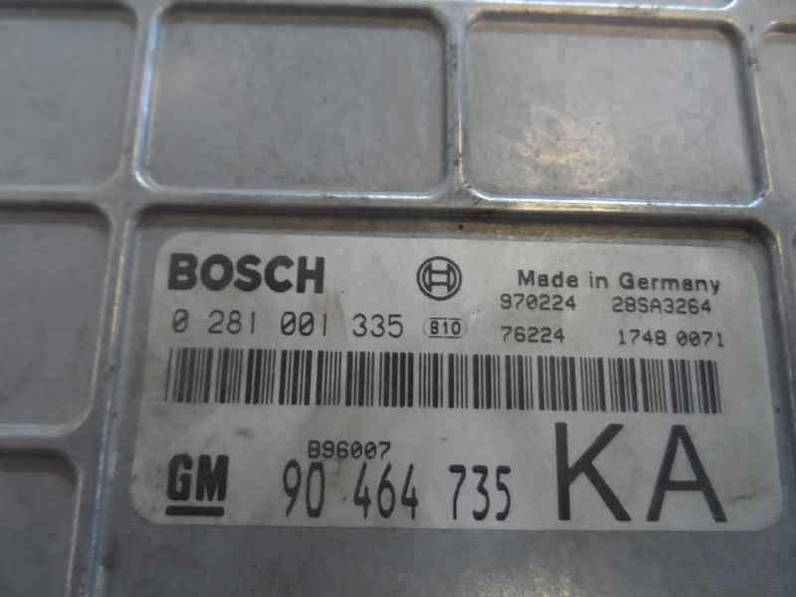 BOSCH
Made in Germany
970224 28SA3264
0 281 001 335 B10
76224 1748 0071
B96007
GM 90 464 735 KA